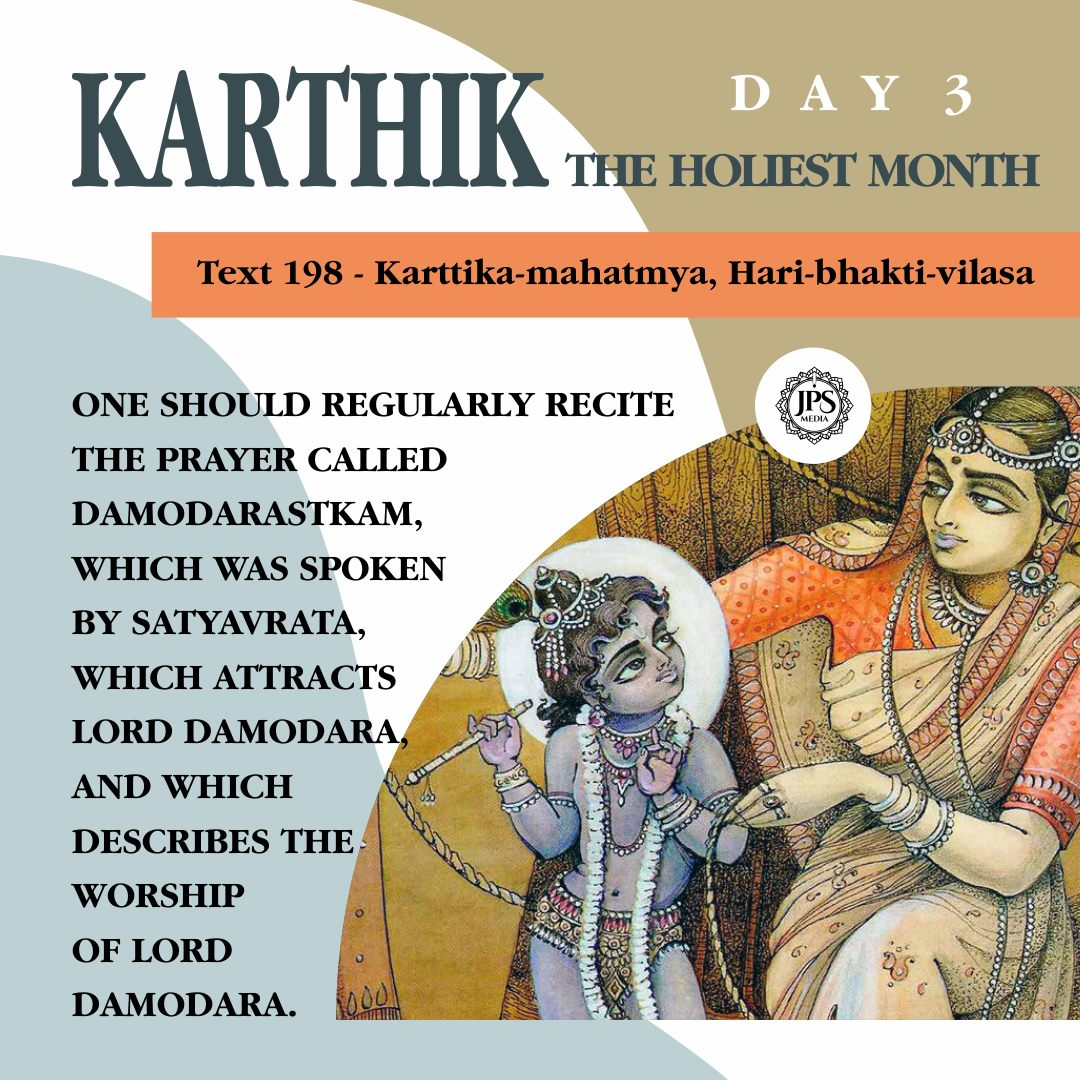 KARTHIK
DAY 3
THE HOLIEST MONTH
Text 198 - Karttika-mahatmya, Hari-bhakti-vilasa
JPS
MEDIA
ONE SHOULD REGULARLY RECITE
THE PRAYER CALLED
DAMODARASTKAM,
WHICH WAS SPOKEN
BY SATYAVRATA,
WHICH ATTRACTS
LORD DAMODARA,
AND WHICH
DESCRIBES THE
WORSHIP
OF LORD
DAMODARA.